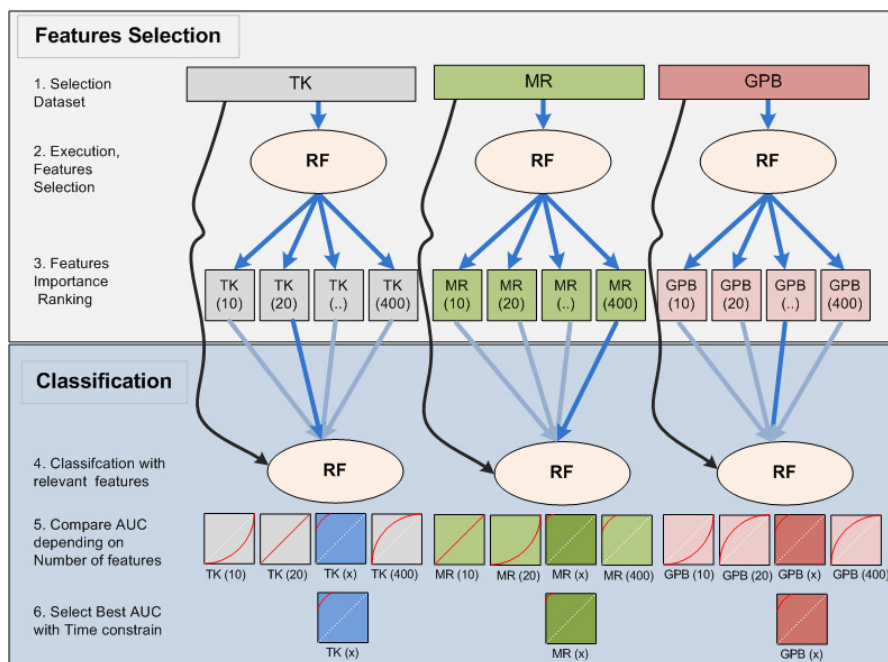 Features Selection
1. Selection
Dataset
TK
MR
GPB
2. Execution,
Features
Selection
RF
RF
RF
3. Features
Importance
Ranking
TK
(10)
TK
(20)
TK
(..)
TK
(400)
MR
(10)
MR
(20)
MR
(..)
MR
(400)
GPB
(10)
GPB
(20)
GPB
(..)
GPB
(400)
Classification
4. Classifcation with
relevant features
RF
RF
RF
5. Compare AUC
depending on
Number of features
TK (10)
TK (20)
TK (x)
TK (400)
MR (10)
MR (20)
MR (x)
MR (400)
GPB (10)
GPB (20)
GPB (x)
GPB (400)
6. Select Best AUC
with Time constrain
TK (x)
MR (x)
GPB (x)